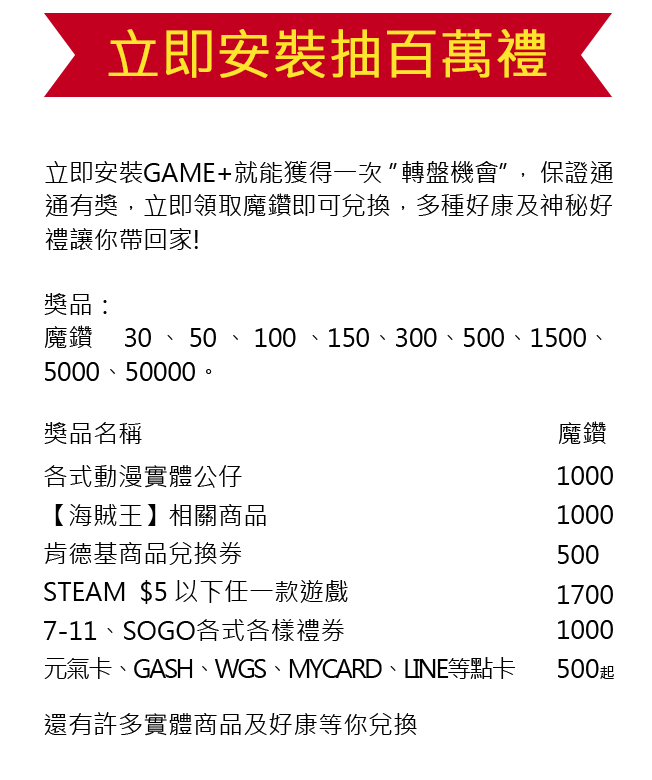 立即安裝抽百萬禮
立即安裝GAME+就能獲得一次 ″轉盤機會″， 保證通
通有獎，立即領取魔鑽即可兌換，多種好康及神秘好
禮讓你帶回家!
獎品：
魔鑽 30 、 50 、 100 、150、300、500、1500、
5000、50000。
獎品名稱 魔鑽
各式動漫實體公仔 1000
【海賊王】相關商品 1000
肯德基商品兌換券 500
STEAM $5 以下任一款遊戲 1700
7-11、SOGO各式各樣禮券 1000
元氣卡、GASH、WGS、MYCARD、LINE等點卡 500起
還有許多實體商品及好康等你兌換